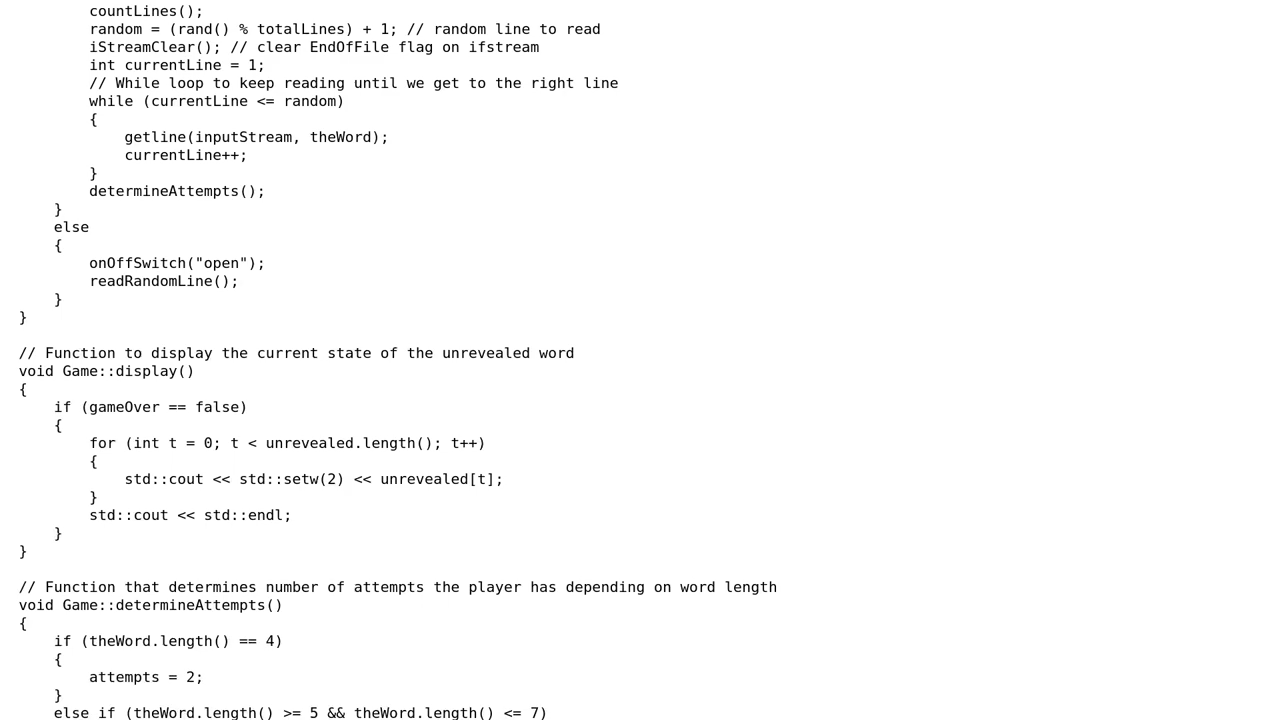 countLines();
        random = (rand() % totalLines) + 1; // random line to read
        iStreamClear(); // clear EndOfFile flag on ifstream
        int currentLine = 1;
        // While loop to keep reading until we get to the right line
        while (currentLine <= random)
        {
            getline(inputStream, theWord);
            currentLine++;
        }
        determineAttempts();
    }
    else
    {
        onOffSwitch("open");
        readRandomLine();
    }
}

// Function to display the current state of the unrevealed word
void Game::display()
{
    if (gameOver == false)
    {
        for (int t = 0; t < unrevealed.length(); t++)
        {
            std::cout << std::setw(2) << unrevealed[t];
        }
        std::cout << std::endl;
    }
}

// Function that determines number of attempts the player has depending on word length
void Game::determineAttempts()
{
    if (theWord.length() == 4)
    {
        attempts = 2;
    }
    else if (theWord.length() >= 5 && theWord.length() <= 7)